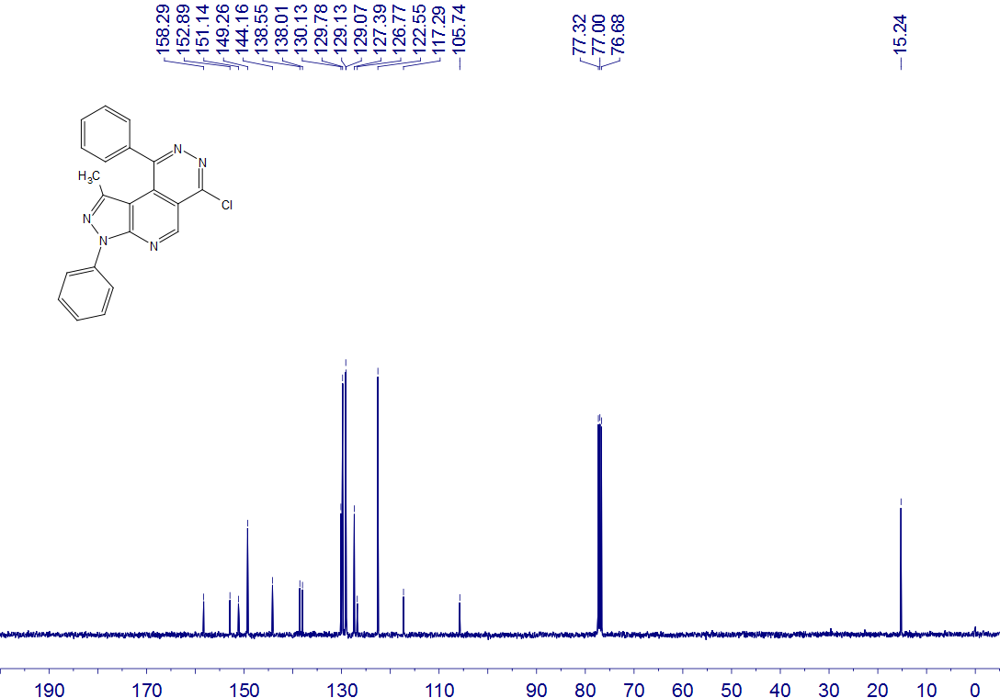 158.29
152.89
151.14
149.26
144.16
138.55
138.01
130.13
129.78
129.13
129.07
127.39
126.77
122.55
117.29
105.74
77.32
77.00
76.68
15.24
N
N
H3C
Cl
N
N
N
190 170 150 130 110 90 80 70 60 50 40 30 20 10 0